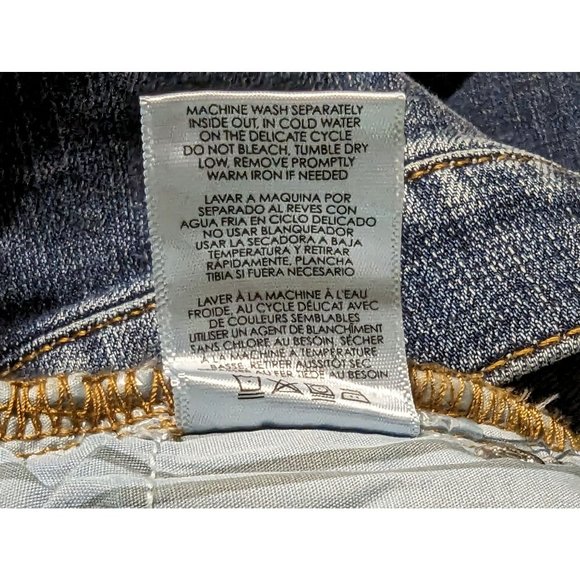 MACHINE WASH SEPARATELY
INSIDE OUT, IN COLD WATER
ON THE DELICATE CYCLE
DO NOT BLEACH, TUMBLE DRY
LOW, REMOVE PROMPTLY
WARM IRON IF NEEDED
LAVAR A MAQUINA POR
SEPARADO AL REVES CON
AGUA FRIA EN CICLO DELICADO
NO USAR BLANQUEADOR
USAR LA SECADORA A BAJA
TEMPERATURA Y RETIRAR
RÁPIDAMENTE, PLANCHA
TIBIA SI FUERA NECESARIO
LAVER À LA MACHINE À L'EAU
FROIDE, AU CYCLE DÉLICAT AVEC
DE COULEURS SEMBLABLES
UTILISER UN AGENT DE BLANCHÎMENT
SANS CHLORE AU BESOIN, SÉCHER
À LA MACHINE À TEMPÉRATURE
BASSE, RETIRER AUSSITÔT SEC,
TIÈDE AU BESOIN